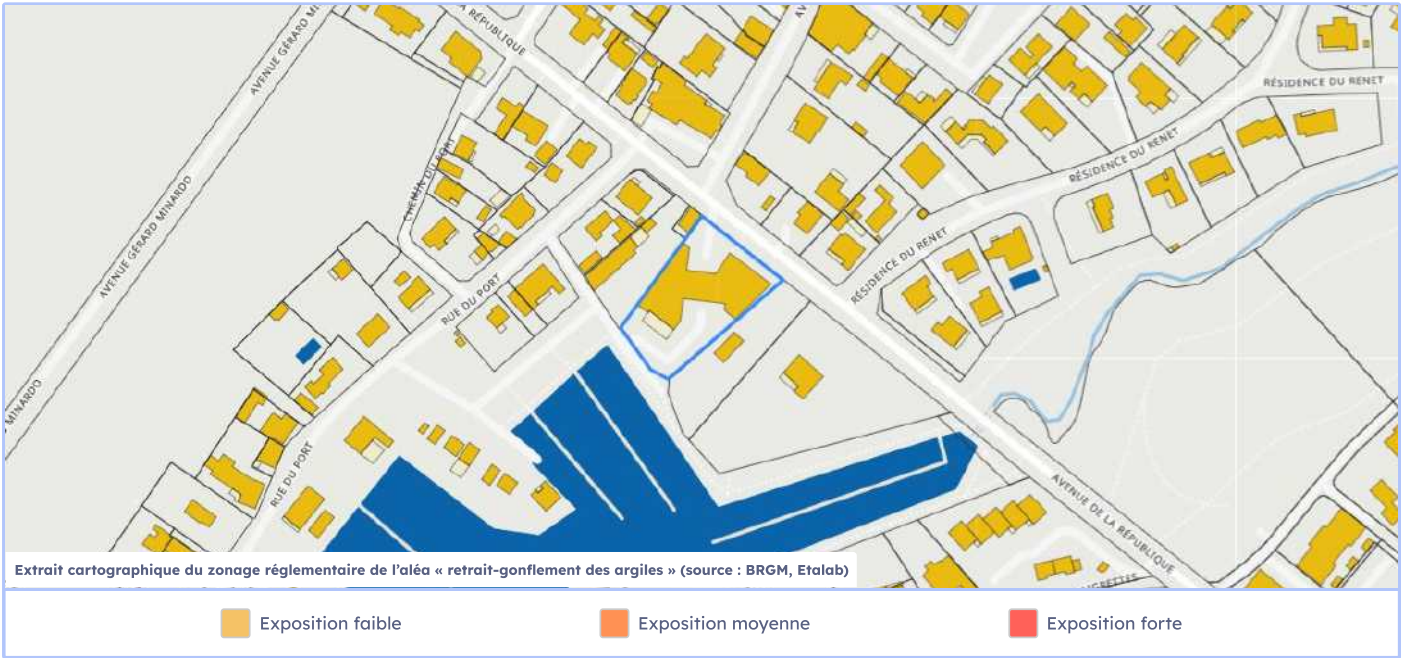 AVENUE GÉRARD
RÉPUBLIQUE
AV
RÉSIDENCE DU RENET
RÉSIDENCE DU RENET
CHEMIN DU PORT
AVENUE GÉRARD MINARDO
RÉSIDENCE DU RENET
RUE DU PORT
MINARDO
RUE DU PORT
AVENUE DE LA RÉPUBLIQUE
Extrait cartographique du zonage réglementaire de l'aléa « retrait-gonflement des argiles » (source : BRGM, Etalab)
Exposition faible
Exposition moyenne
Exposition forte